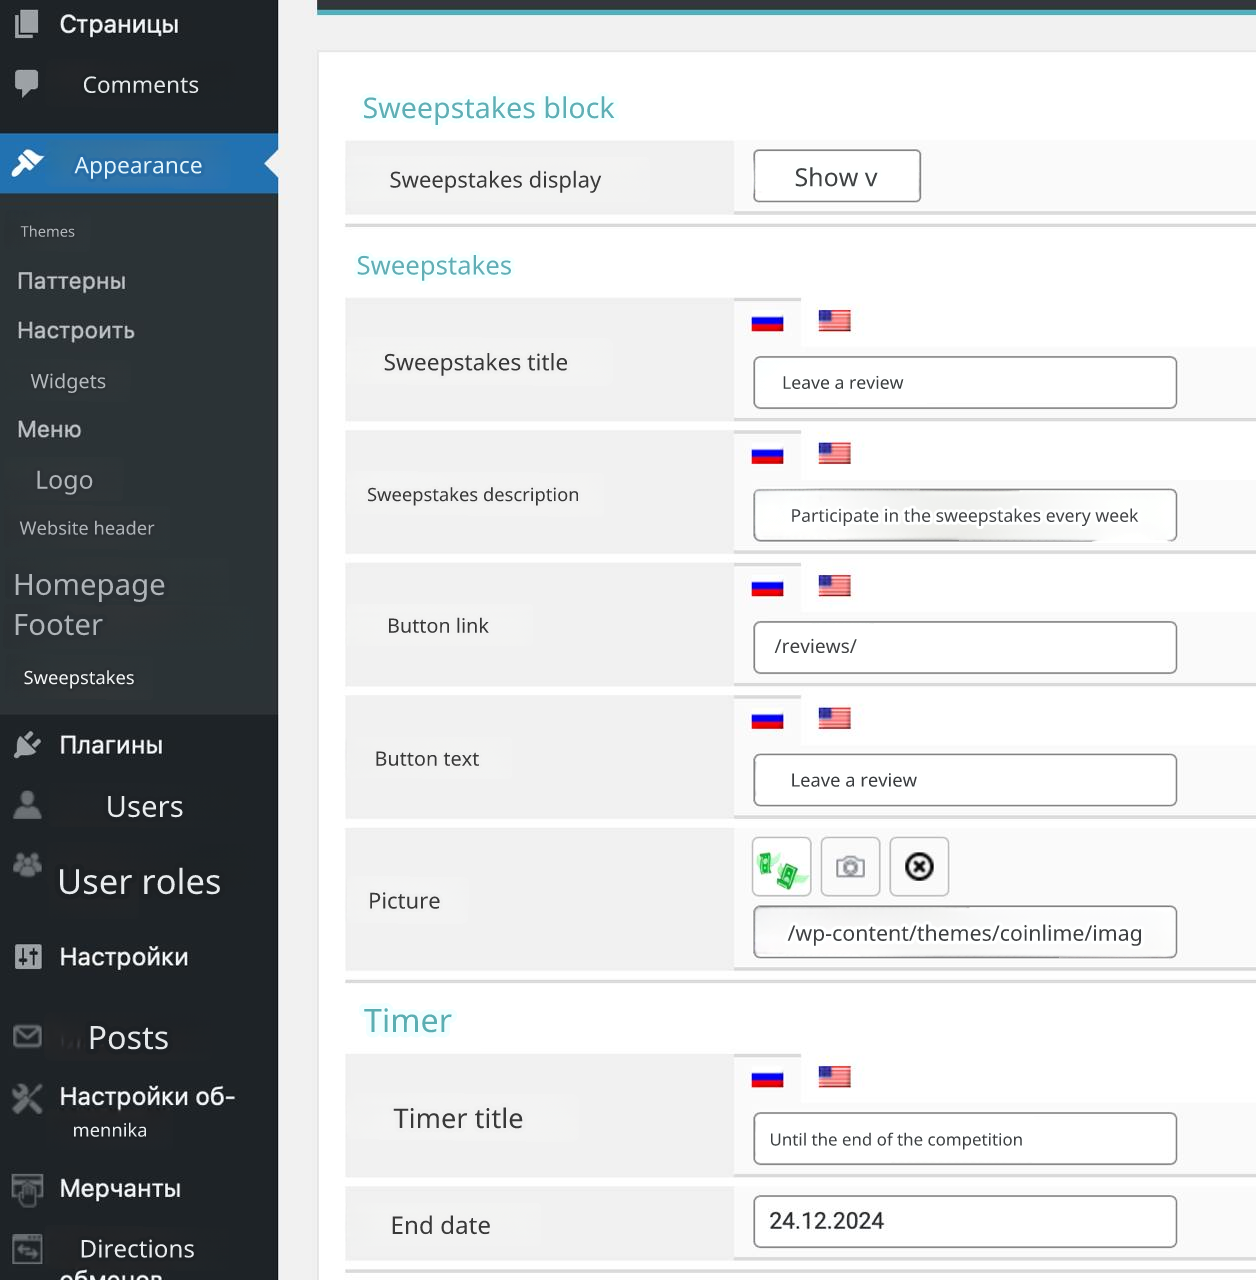 Страницы
Comments
Appearance
Themes
Паттерны
Настроить
Widgets
Меню
Logo
Website header
Homepage
Footer
Sweepstakes
Плагины
Users
User roles
Настройки
Posts
Настройки об-
mennika
Мерчанты
Directions
обменов
Sweepstakes block
Sweepstakes display
Show v
Sweepstakes
Sweepstakes title
Leave a review
Sweepstakes description
Participate in the sweepstakes every week
Button link
/reviews/
Button text
Leave a review
Picture
/wp-content/themes/coinlime/imag
Timer
Timer title
Until the end of the competition
End date
24.12.2024